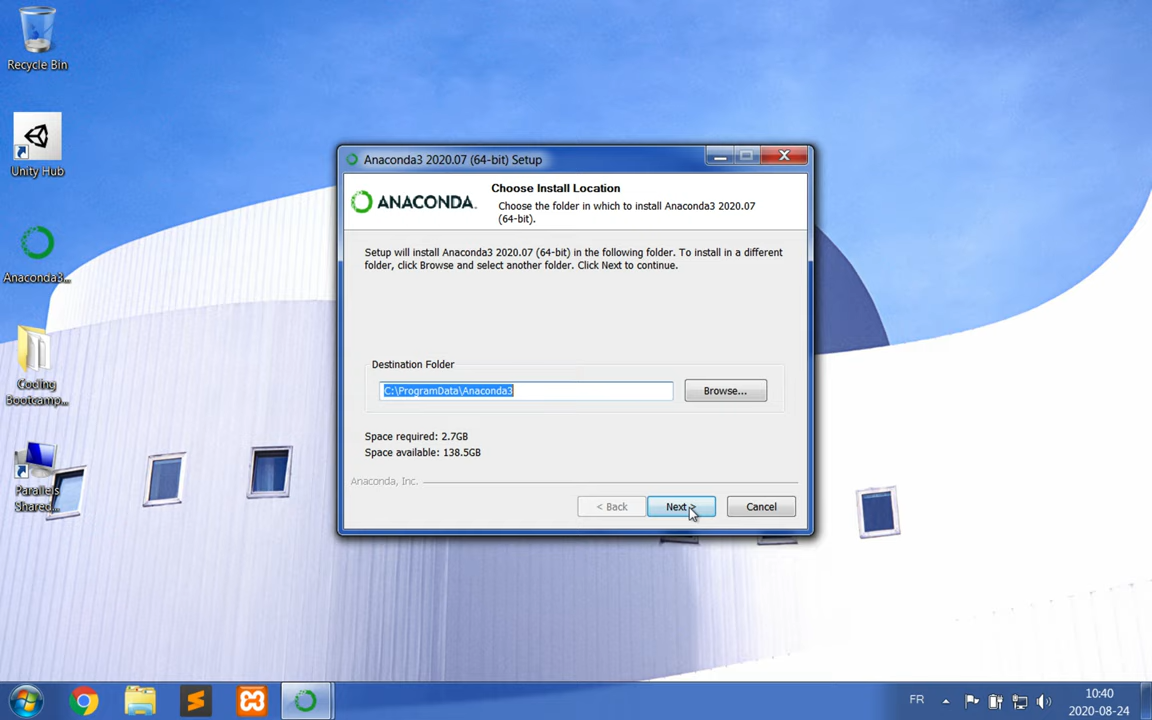 Recycle Bin
Unity Hub
Anaconda3...
Coding
Bootcamp...
Parallels
Shared...
Anaconda3 2020.07 (64-bit) Setup
ANACONDA.
Choose Install Location
Choose the folder in which to install Anaconda3 2020.07
(64-bit).
Setup will install Anaconda3 2020.07 (64-bit) in the following folder. To install in a different
folder, click Browse and select another folder. Click Next to continue.
Destination Folder
C:\ProgramData\Anaconda3
Browse...
Space required: 2.7GB
Space available: 138.5GB
Anaconda, Inc.
< Back
Next >
Cancel
FR
10:40
2020-08-24